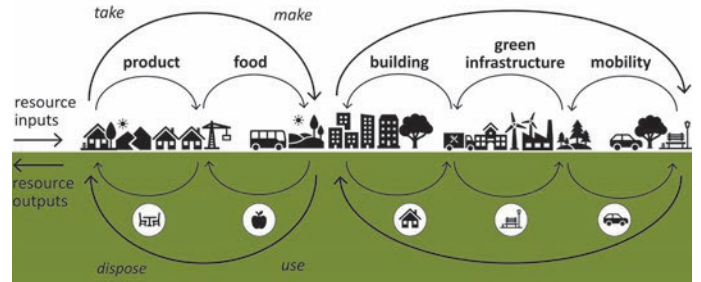 take
make
product
food
building
green
infrastructure
mobility
resource
inputs
resource
outputs
dispose
use